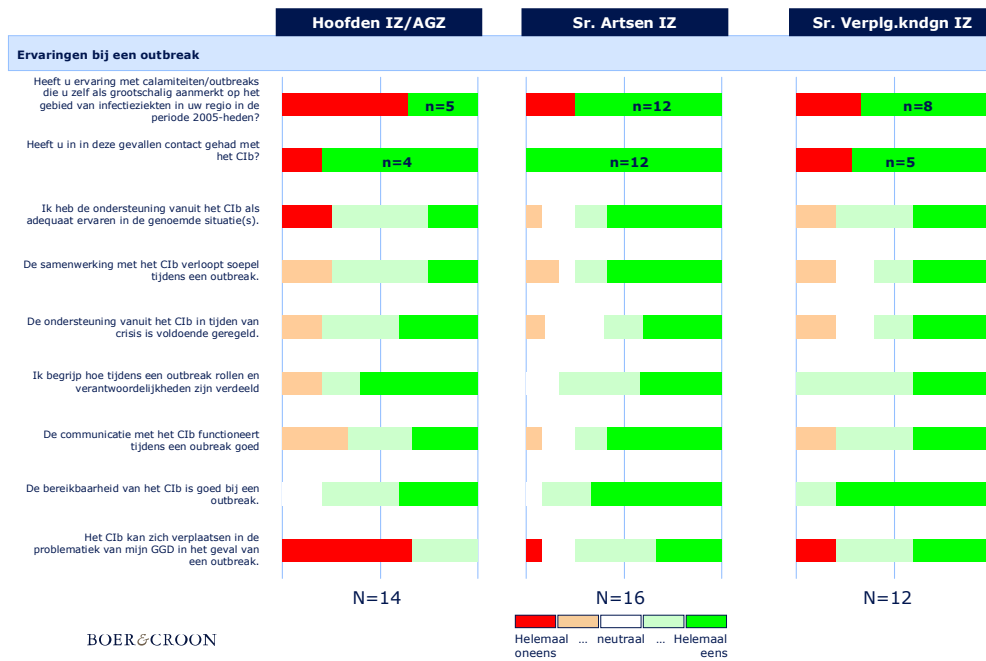 Hoofden IZ/AGZ
Sr. Artsen IZ
Sr. Verplg.kndgn IZ
Ervaringen bij een outbreak
Heeft u ervaring met calamiteiten/outbreaks
die u zelf als grootschalig aanmerkt op het
gebied van infectieziekten in uw regio in de
periode 2005-heden?
n=5
n=12
n=8
Heeft u in in deze gevallen contact gehad met
het CIb?
n=4
n=12
n=5
Ik heb de ondersteuning vanuit het CIb als
adequaat ervaren in de genoemde situatie(s).
De samenwerking met het CIb verloopt soepel
tijdens een outbreak.
De ondersteuning vanuit het CIb in tijden van
crisis is voldoende geregeld.
Ik begrijp hoe tijdens een outbreak rollen en
verantwoordelijkheden zijn verdeeld
De communicatie met het CIb functioneert
tijdens een oubreak goed
De bereikbaarheid van het CIb is goed bij een
outbreak.
Het CIb kan zich verplaatsen in de
problematiek van mijn GGD in het geval van
een outbreak.
N=14
N=16
N=12
BOER&CROON
Helemaal ... neutraal ... Helemaal
oneens eens